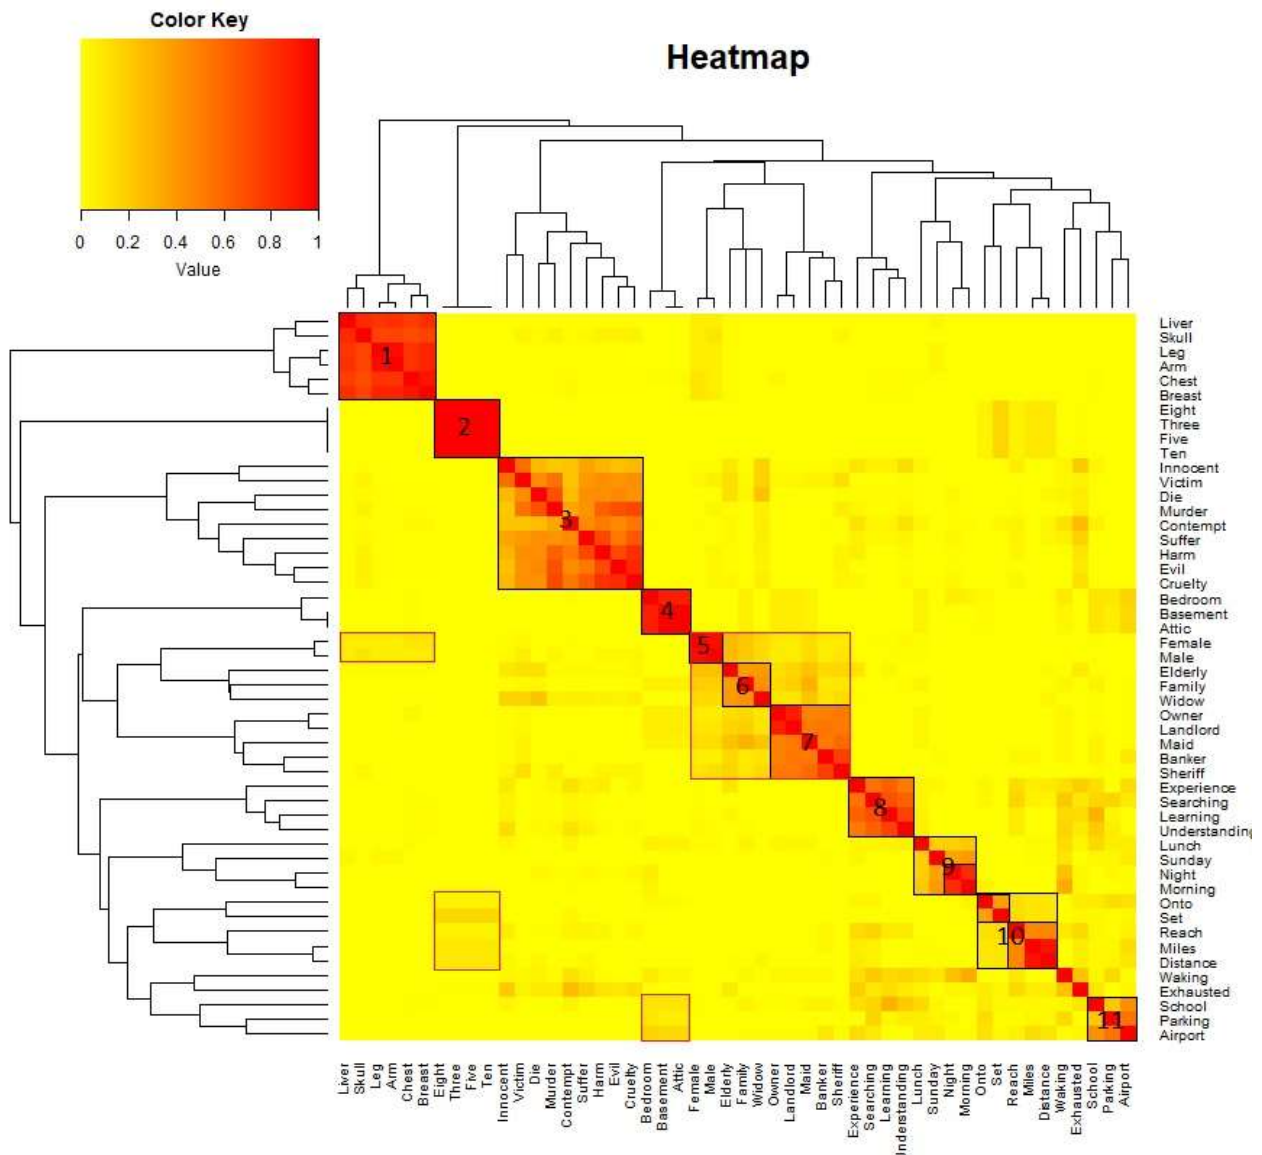 Color Key
Heatmap
0 0.2 0.4 0.6 0.8 1
Value
1
2
3
4
5
6
7
8
9
10
11
Liver
Skull
Leg
Arm
Chest
Breast
Eight
Three
Five
Ten
Innocent
Victim
Die
Murder
Contempt
Suffer
Harm
Evil
Cruelty
Bedroom
Basement
Attic
Female
Male
Elderly
Family
Widow
Owner
Landlord
Maid
Banker
Sheriff
Experience
Searching
Learning
Understanding
Lunch
Sunday
Night
Morning
Onto
Set
Reach
Miles
Distance
Waking
Exhausted
School
Parking
Airport
Liver
Skull
Leg
Arm
Chest
Breast
Eight
Three
Five
Ten
Innocent
Victim
Die
Murder
Contempt
Suffer
Harm
Evil
Cruelty
Bedroom
Basement
Attic
Female
Male
Elderly
Family
Widow
Owner
Landlord
Maid
Banker
Sheriff
Experience
Searching
Learning
Understanding
Lunch
Sunday
Night
Morning
Onto
Set
Reach
Miles
Distance
Waking
Exhausted
School
Parking
Airport